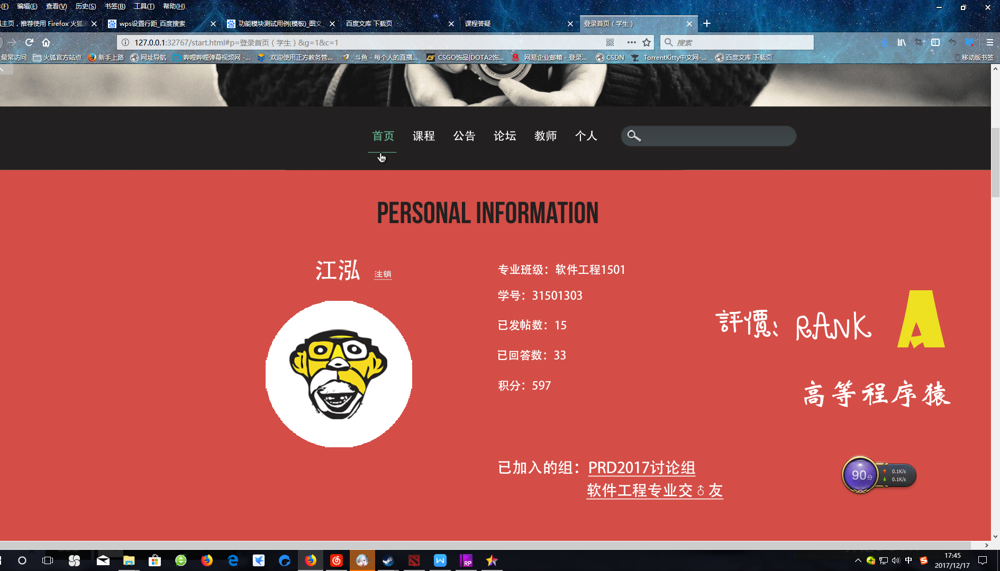 (F) 编辑(E) 查看(V) 历史(S) 书签(B) 工具(T) 帮助(H)
主页，推荐使用 Firefox 火狐 wps设置行距_百度搜索 功能模块测试用例(模板)_图文 百度文库 下载页 课程答疑 登录首页（学生）
127.0.0.1:32767/start.html#p=登录首页（学生）&g=1&c=1 搜索
最常访问 火狐官方站点 新手上路 网址导航 哔哩哔哩弹幕视频网 -... 欢迎使用正方教务管... 斗鱼 - 每个人的直播... CSGO饰品|DOTA2饰... 网易企业邮箱 - 登录... CSDN TorrentKitty中文网-... 百度文库 下载页 移动版书签
首页 课程 公告 论坛 教师 个人
PERSONAL INFORMATION
江泓 注销
专业班级：软件工程1501
学号：31501303
已发帖数：15
已回答数：33
积分：597
評價：RANK A
高等程序猿
已加入的组：PRD2017讨论组
软件工程专业交♂友
90分 0.1K/s
0.1K/s
RP
中
17:45
2017/12/17